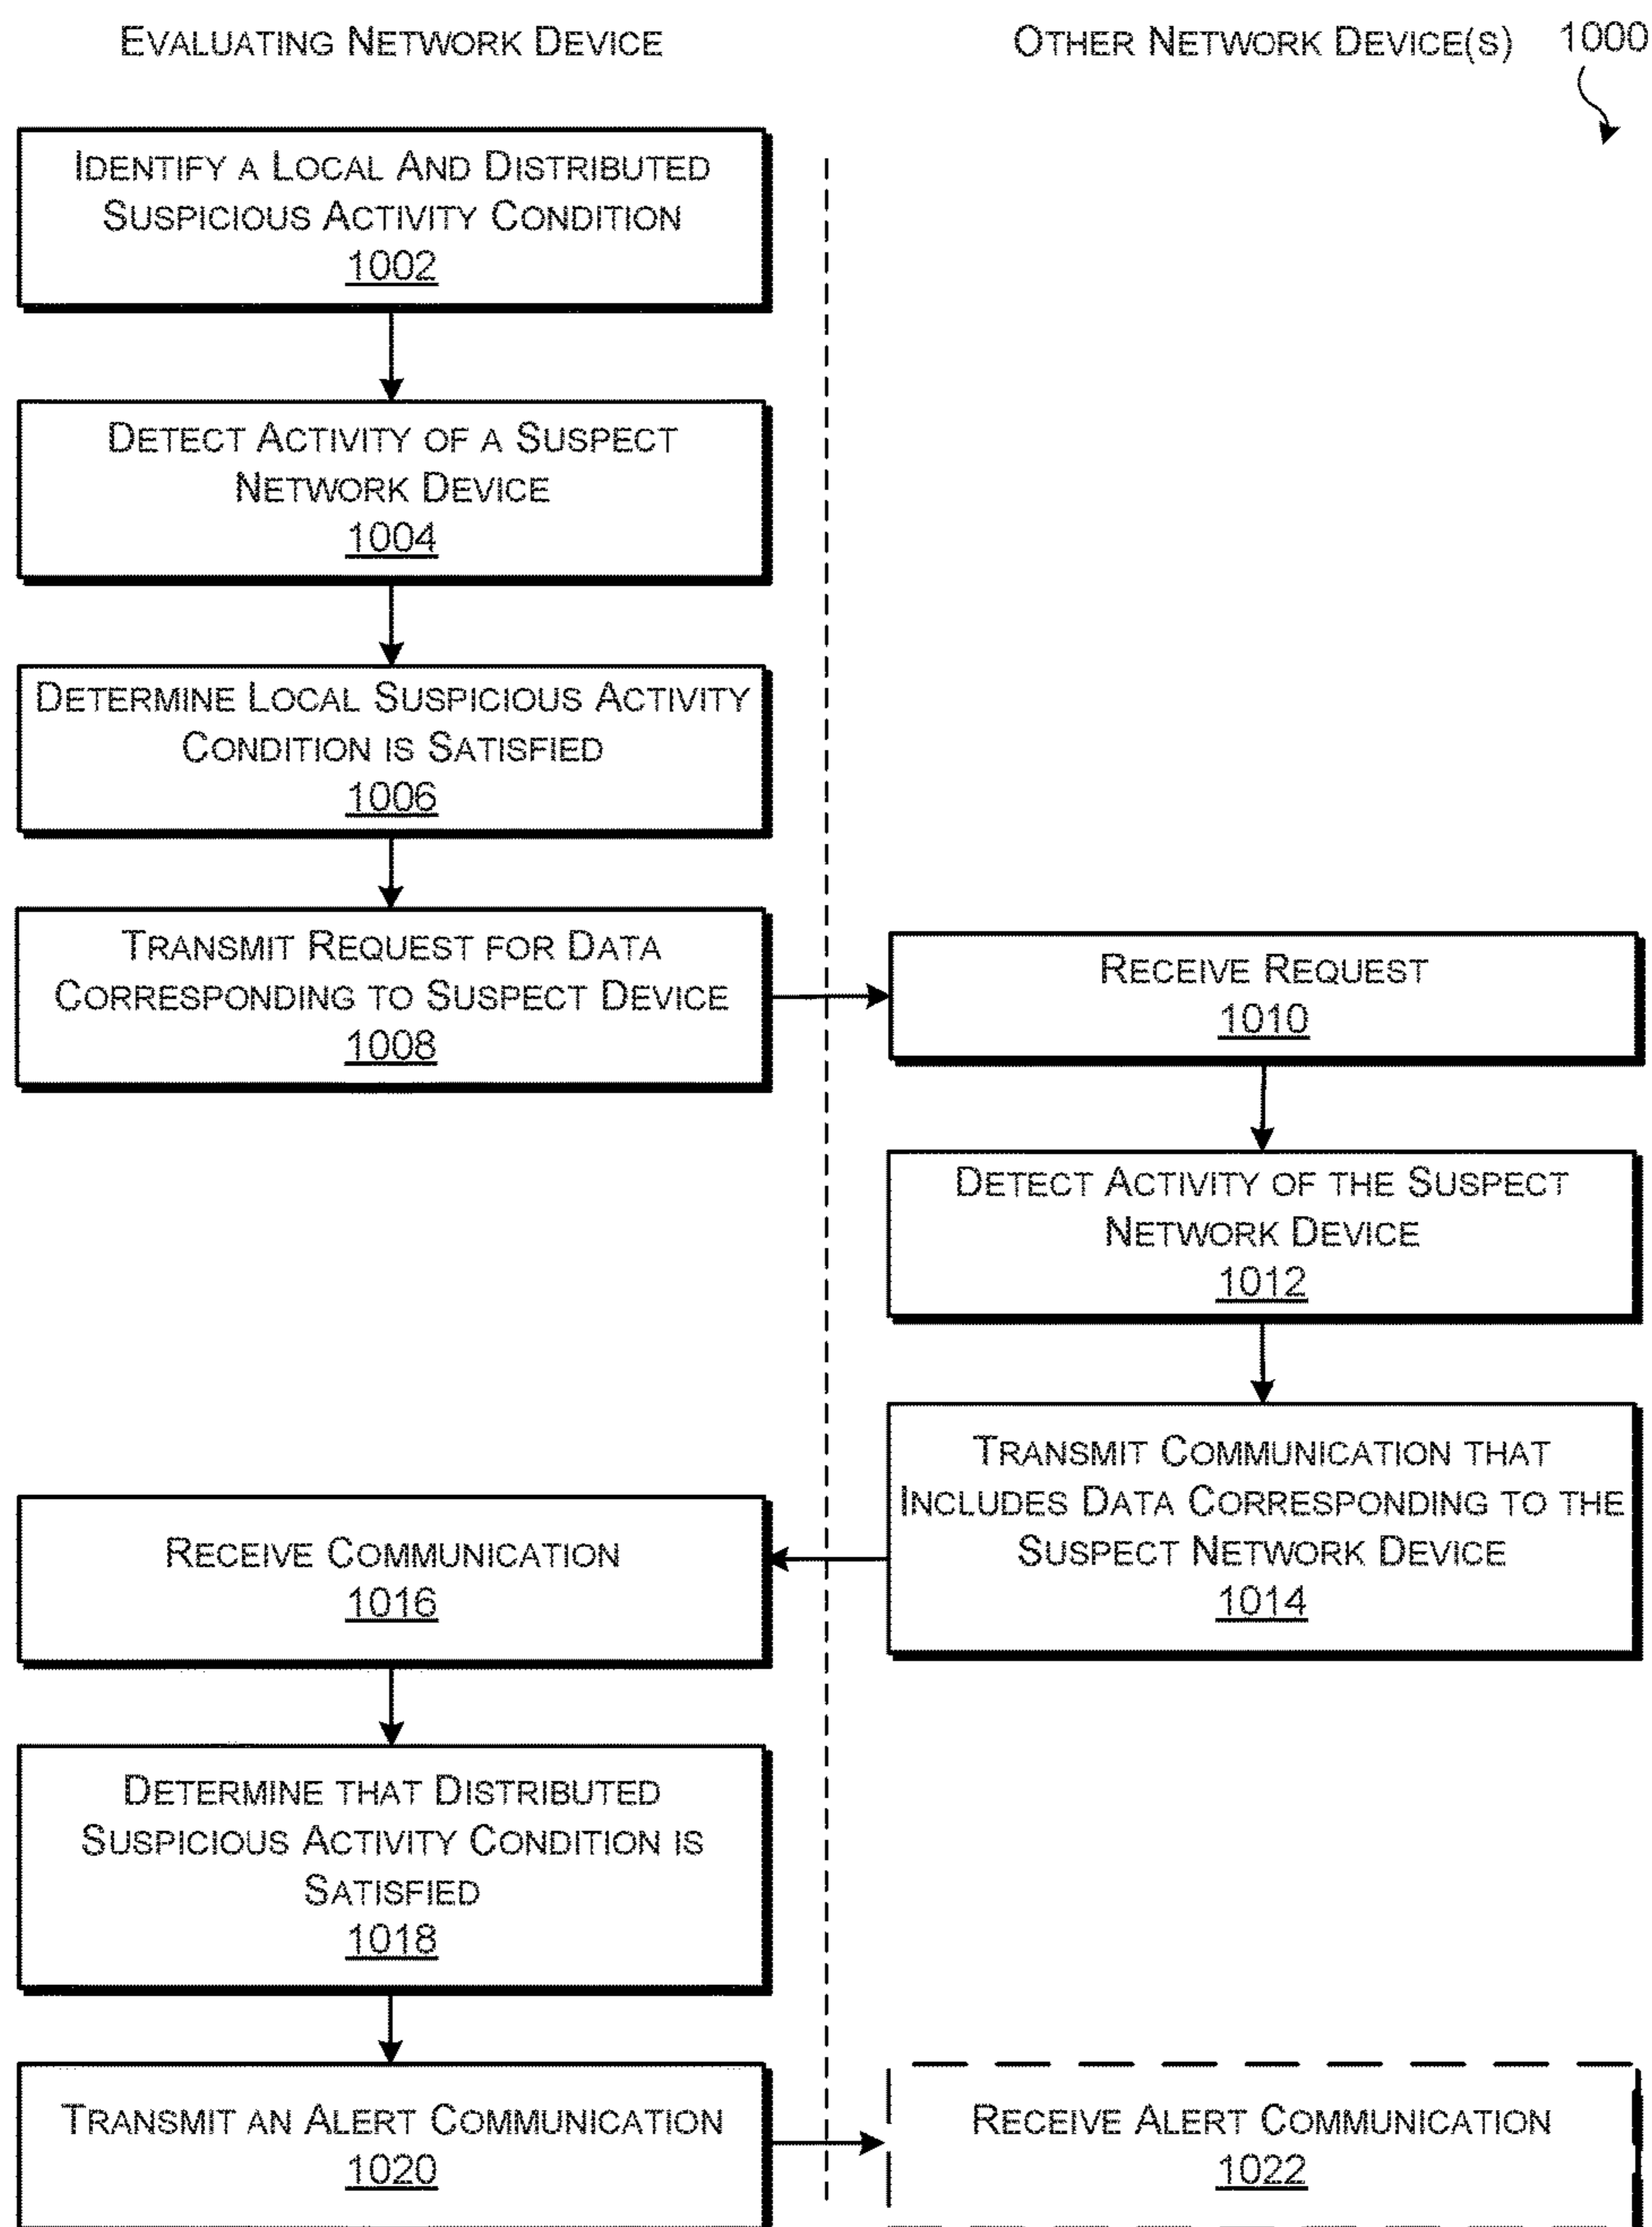 EVALUATING NETWORK DEVICE
OTHER NETWORK DEVICE(S)
1000
IDENTIFY A LOCAL AND DISTRIBUTED
SUSPICIOUS ACTIVITY CONDITION
1002
DETECT ACTIVITY OF A SUSPECT
NETWORK DEVICE
1004
DETERMINE LOCAL SUSPICIOUS ACTIVITY
CONDITION IS SATISFIED
1006
TRANSMIT REQUEST FOR DATA
CORRESPONDING TO SUSPECT DEVICE
1008
RECEIVE REQUEST
1010
DETECT ACTIVITY OF THE SUSPECT
NETWORK DEVICE
1012
TRANSMIT COMMUNICATION THAT
INCLUDES DATA CORRESPONDING TO THE
SUSPECT NETWORK DEVICE
1014
RECEIVE COMMUNICATION
1016
DETERMINE THAT DISTRIBUTED
SUSPICIOUS ACTIVITY CONDITION IS
SATISFIED
1018
TRANSMIT AN ALERT COMMUNICATION
1020
RECEIVE ALERT COMMUNICATION
1022